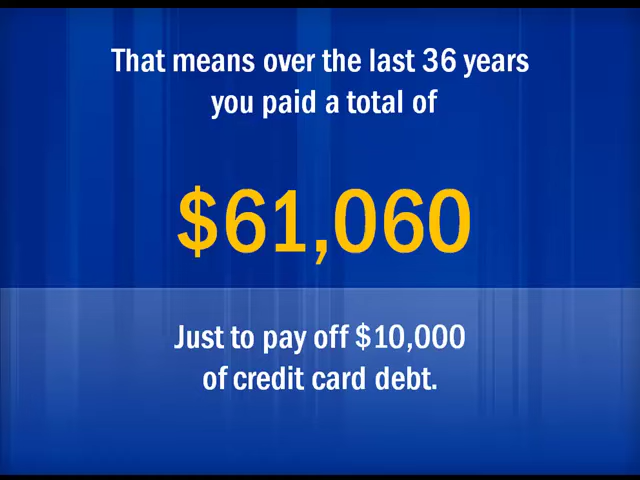 That means over the last 36 years
you paid a total of
$61,060
Just to pay off $10,000
of credit card debt.